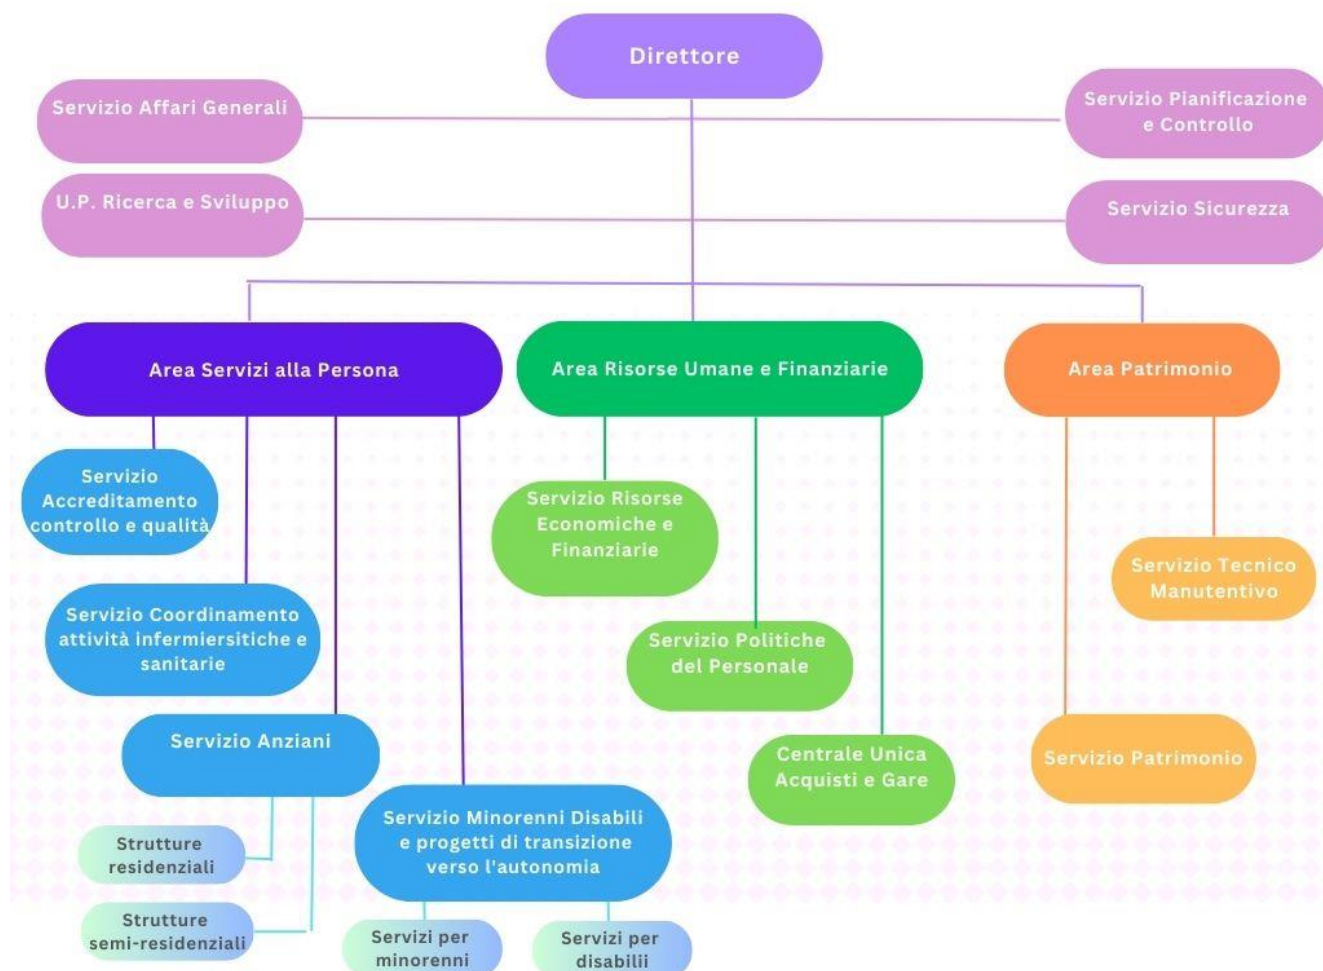 Direttore
Servizio Affari Generali
Servizio Pianificazione
e Controllo
U.P. Ricerca e Sviluppo
Servizio Sicurezza
Area Servizi alla Persona
Area Risorse Umane e Finanziarie
Area Patrimonio
Servizio
Accreditamento
controllo e qualità
Servizio Coordinamento
attività infermiersitiche e
sanitarie
Servizio Anziani
Strutture
residenziali
Strutture
semi-residenziali
Servizio Minorenni Disabili
e progetti di transizione
verso l'autonomia
Servizi per
minorenni
Servizi per
disabilii
Servizio Risorse
Economiche e
Finanziarie
Servizio Politiche
del Personale
Centrale Unica
Acquisti e Gare
Servizio Tecnico
Manutentivo
Servizio Patrimonio